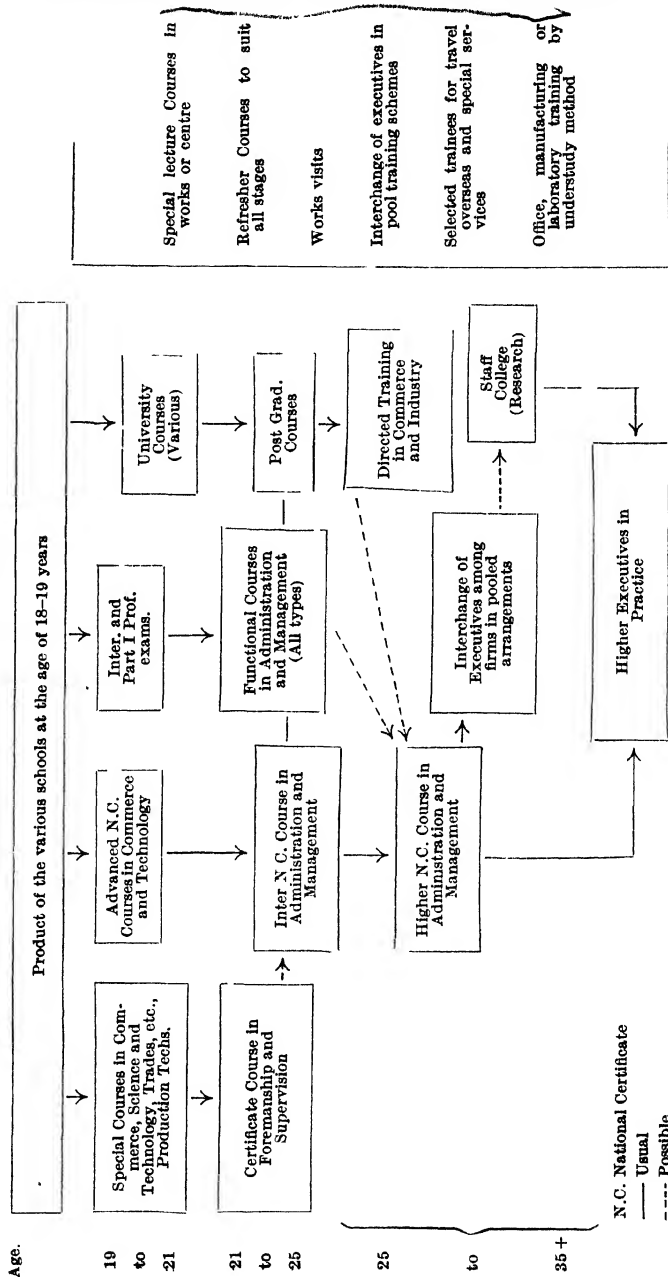 Age.
Product of the various schools at the age of 18–19 years
19
to
21
Special Courses in Com-
merce, Science and
Technology, Trades, etc.,
Production Techs.
Advanced N.C.
Courses in Commerce
and Technology
Inter. and
Part I Prof.
exams.
University
Courses
(Various)
21
to
25
Certificate Course in
Foremanship and
Supervision
Inter N C. Course in
Administration and
Management
Functional Courses
in Administration
and Management
(All types)
Post Grad.
Courses
25
to
35+
Higher N.C. Course in
Administration and
Management
Directed Training
in Commerce
and Industry
Interchange of
Executives among
firms in pooled
arrangements
Staff
College
(Research)
Higher Executives in
Practice
Special lecture Courses in
works or centre
Refresher Courses to suit
all stages
Works visits
Interchange of executives in
pool training schemes
Selected trainees for travel
overseas and special ser-
vices
Office, manufacturing or
laboratory training by
understudy method
N.C. National Certificate
—— Usual
---- Possible